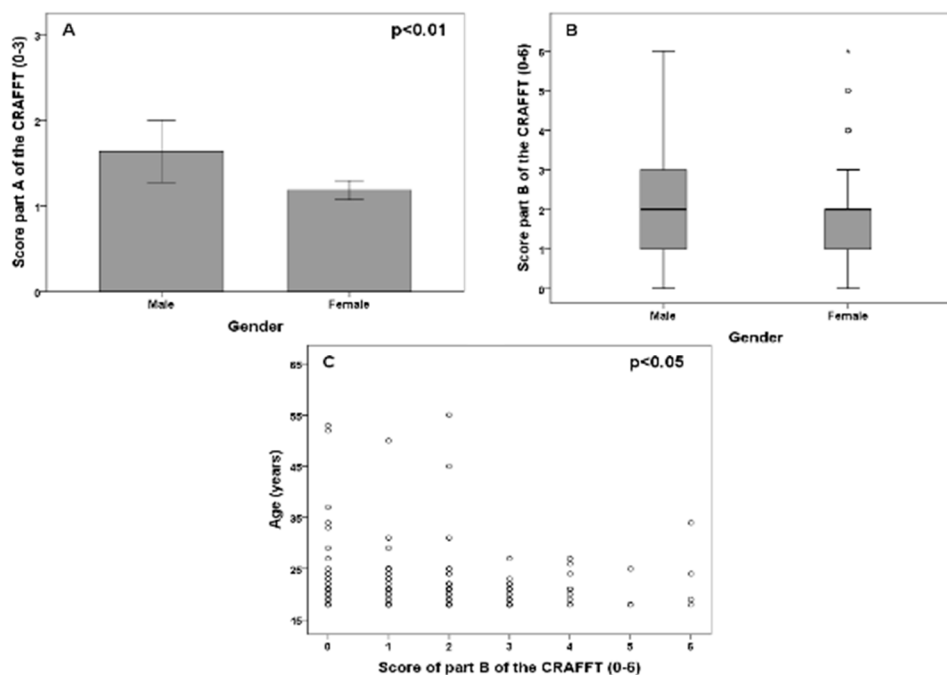 A
p<0.01
Score part A of the CRAFFT (0-3)
3
2
1
0
Male
Female
Gender
B
Score part B of the CRAFFT (0-6)
6
5
4
3
2
1
0
Male
Female
Gender
C
p<0.05
Age (years)
65
55
45
35
25
15
0
1
2
3
4
5
6
Score of part B of the CRAFFT (0-6)